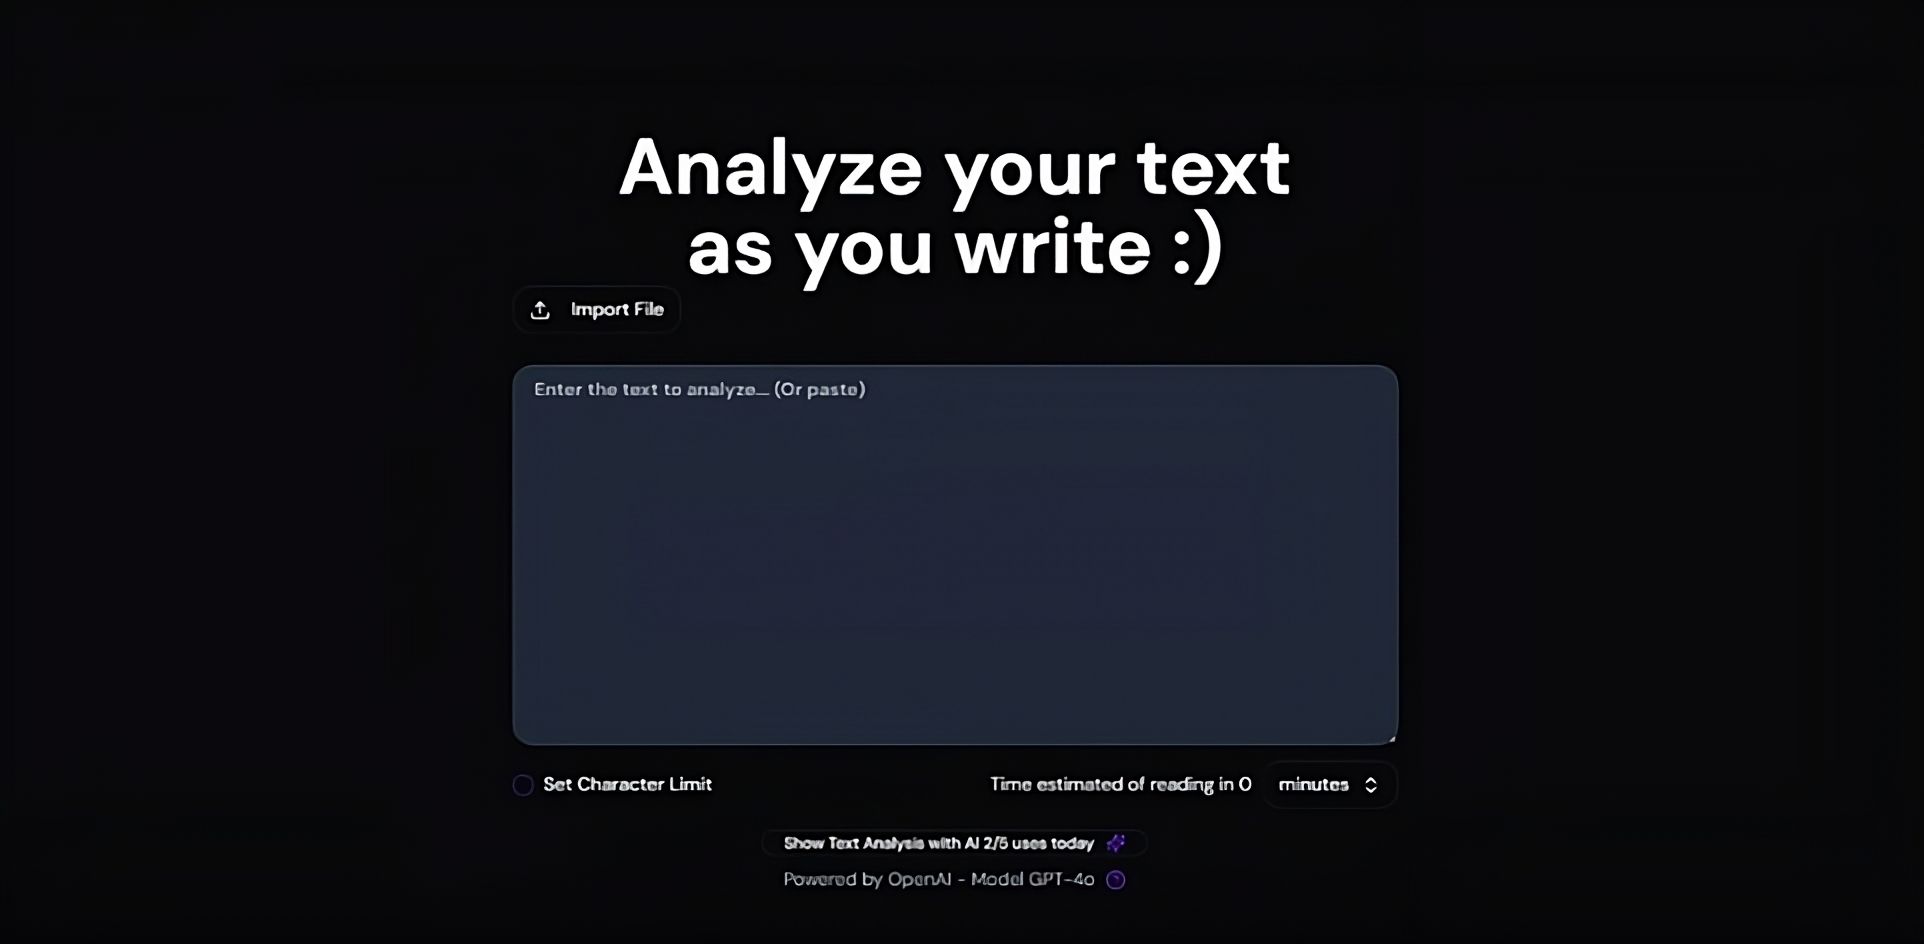 Analyze your text
as you write :)
Import File
Enter the text to analyze... (Or paste)
Set Character Limit
Time estimated of reading in 0 minutes
Show Text Analysis with AI 2/5 uses today
Powered by OpenAI - Model GPT-4o